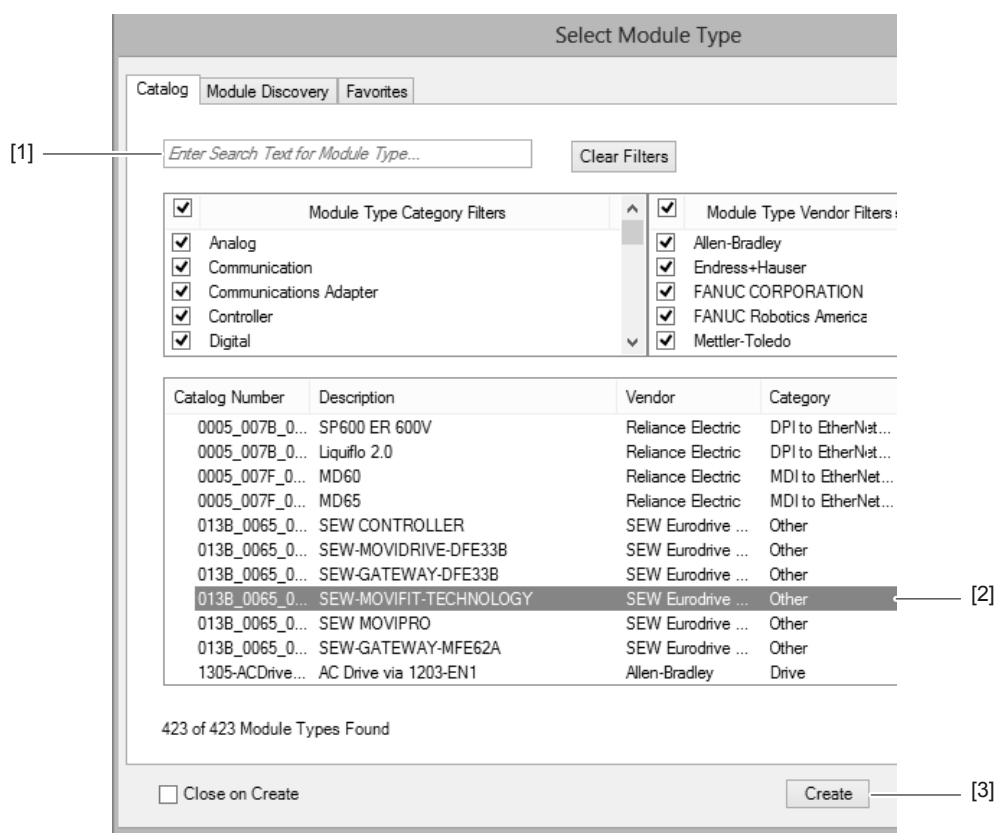 Select Module Type
Catalog Module Discovery Favorites
[1] Enter Search Text for Module Type... Clear Filters
Module Type Category Filters Module Type Vendor Filters
Analog Allen-Bradley
Communication Endress+Hauser
Communications Adapter FANUC CORPORATION
Controller FANUC Robotics America
Digital Mettler-Toledo
Catalog Number Description Vendor Category
0005_007B_0... SP600 ER 600V Reliance Electric DPI to EtherNet...
0005_007B_0... Liquiflo 2.0 Reliance Electric DPI to EtherNet...
0005_007F_0... MD60 Reliance Electric MDI to EtherNet...
0005_007F_0... MD65 Reliance Electric MDI to EtherNet...
013B_0065_0... SEW CONTROLLER SEW Eurodrive ... Other
013B_0065_0... SEW-MOVIDRIVE-DFE33B SEW Eurodrive ... Other
013B_0065_0... SEW-GATEWAY-DFE33B SEW Eurodrive ... Other
013B_0065_0... SEW-MOVIFIT-TECHNOLOGY SEW Eurodrive ... Other [2]
013B_0065_0... SEW MOVIPRO SEW Eurodrive ... Other
013B_0065_0... SEW-GATEWAY-MFE62A SEW Eurodrive ... Other
1305-ACDrive... AC Drive via 1203-EN1 Allen-Bradley Drive
423 of 423 Module Types Found
Close on Create Create [3]